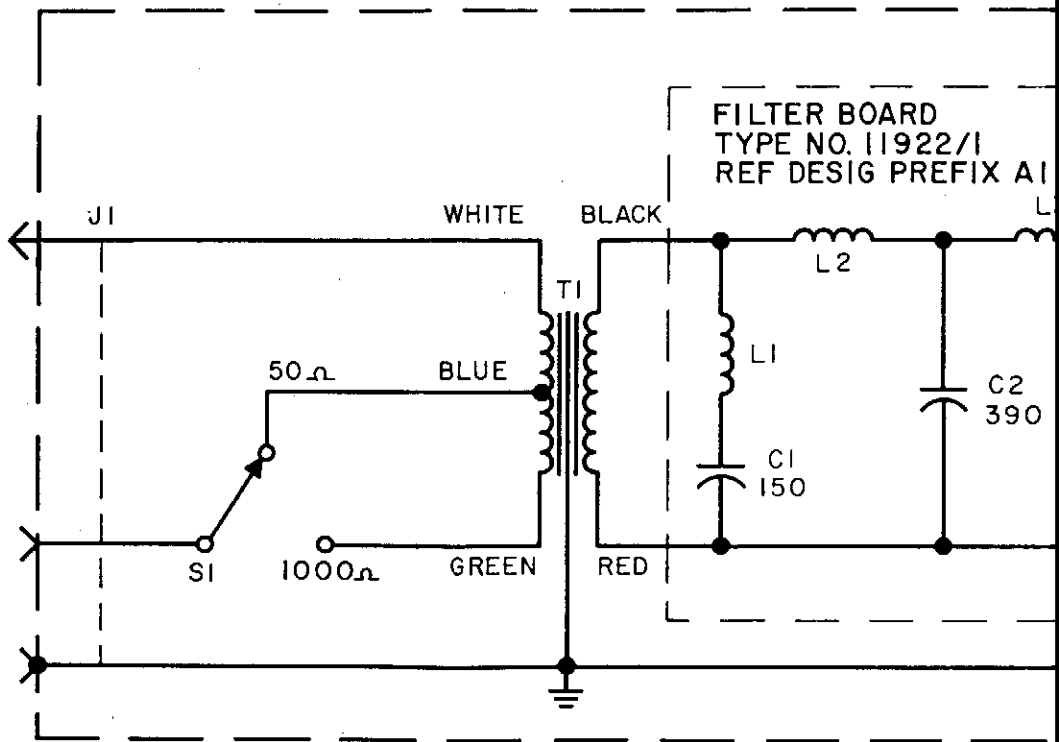 FILTER BOARD
TYPE NO. 11922/1
REF DESIG PREFIX A1
J1
WHITE
BLACK
L
L2
T1
50Ω
BLUE
L1
C2
390
C1
150
S1
1000Ω
GREEN
RED